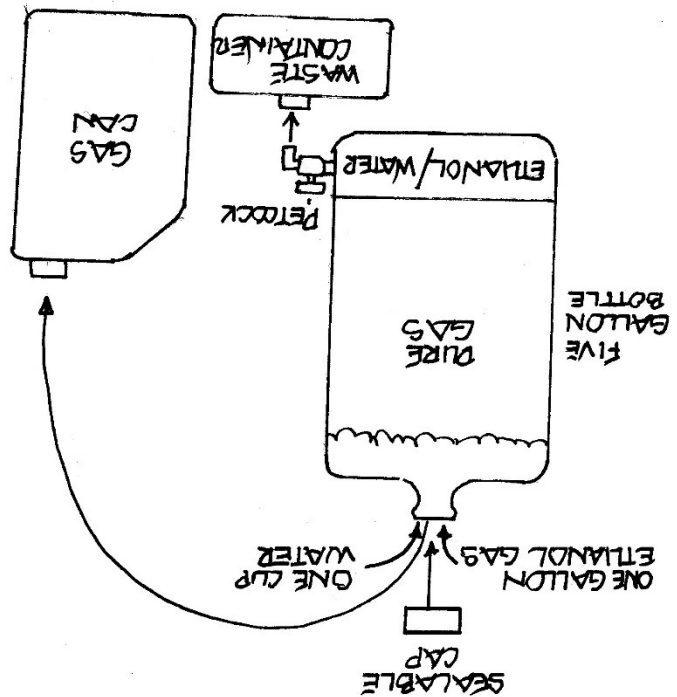 SEALABLE
CAP
ONE GALLON
ETHANOL GAS
ONE CUP
WATER
FIVE
GALLON
BOTTLE
PURE
GAS
PETCOCK
ETHANOL/WATER
WASTE
CONTAINER
GAS
CAN